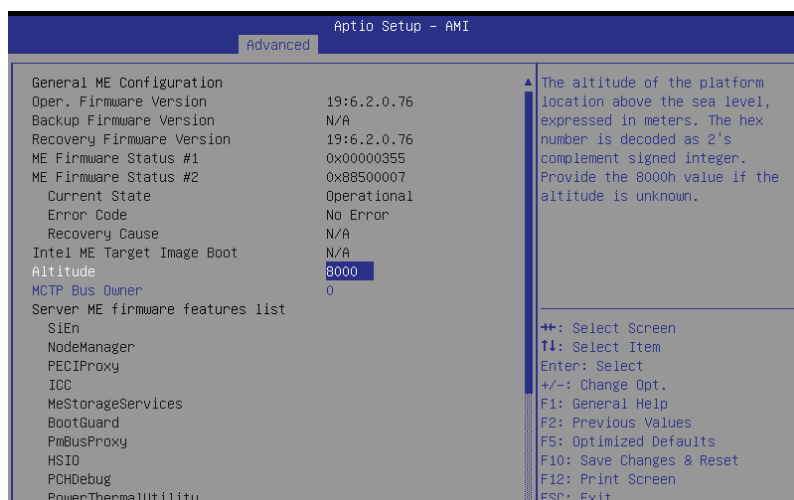 Aptio Setup – AMI
Advanced
General ME Configuration
Oper. Firmware Version 19:6.2.0.76
Backup Firmware Version N/A
Recovery Firmware Version 19:6.2.0.76
ME Firmware Status #1 0x00000355
ME Firmware Status #2 0x88500007
Current State Operational
Error Code No Error
Recovery Cause N/A
Intel ME Target Image Boot N/A
Altitude 8000
MCTP Bus Owner 0
Server ME firmware features list
SiEn
NodeManager
PECIProxy
ICC
MeStorageServices
BootGuard
PmBusProxy
HSIO
PCHDebug
PowerThermalUtility
The altitude of the platform
location above the sea level,
expressed in meters. The hex
number is decoded as 2's
complement signed integer.
Provide the 8000h value if the
altitude is unknown.
→←: Select Screen
↑↓: Select Item
Enter: Select
+/-: Change Opt.
F1: General Help
F2: Previous Values
F5: Optimized Defaults
F10: Save Changes & Reset
F12: Print Screen
ESC: Exit